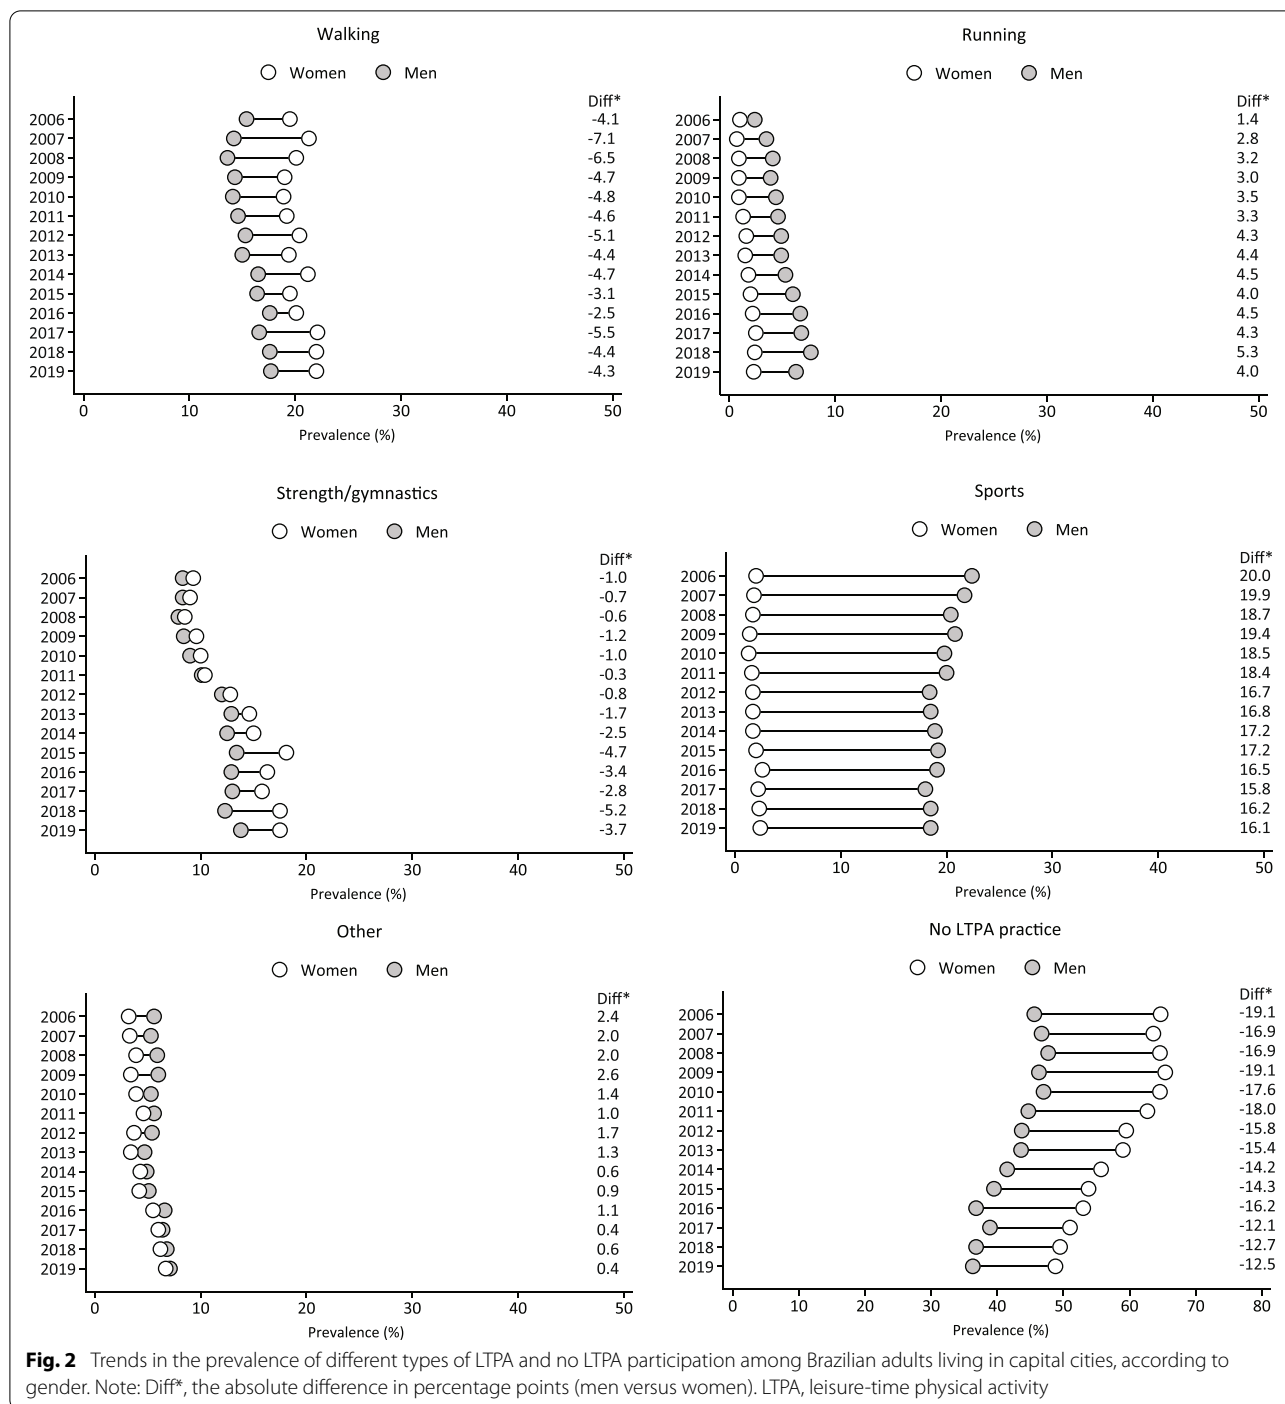 Walking
Women Men
Diff*
2006 -4.1
2007 -7.1
2008 -6.5
2009 -4.7
2010 -4.8
2011 -4.6
2012 -5.1
2013 -4.4
2014 -4.7
2015 -3.1
2016 -2.5
2017 -5.5
2018 -4.4
2019 -4.3
0 10 20 30 40 50
Prevalence (%)
Running
Women Men
Diff*
2006 1.4
2007 2.8
2008 3.2
2009 3.0
2010 3.5
2011 3.3
2012 4.3
2013 4.4
2014 4.5
2015 4.0
2016 4.5
2017 4.3
2018 5.3
2019 4.0
0 10 20 30 40 50
Prevalence (%)
Strength/gymnastics
Women Men
Diff*
2006 -1.0
2007 -0.7
2008 -0.6
2009 -1.2
2010 -1.0
2011 -0.3
2012 -0.8
2013 -1.7
2014 -2.5
2015 -4.7
2016 -3.4
2017 -2.8
2018 -5.2
2019 -3.7
0 10 20 30 40 50
Prevalence (%)
Sports
Women Men
Diff*
2006 20.0
2007 19.9
2008 18.7
2009 19.4
2010 18.5
2011 18.4
2012 16.7
2013 16.8
2014 17.2
2015 17.2
2016 16.5
2017 15.8
2018 16.2
2019 16.1
0 10 20 30 40 50
Prevalence (%)
Other
Women Men
Diff*
2006 2.4
2007 2.0
2008 2.0
2009 2.6
2010 1.4
2011 1.0
2012 1.7
2013 1.3
2014 0.6
2015 0.9
2016 1.1
2017 0.4
2018 0.6
2019 0.4
0 10 20 30 40 50
Prevalence (%)
No LTPA practice
Women Men
Diff*
2006 -19.1
2007 -16.9
2008 -16.9
2009 -19.1
2010 -17.6
2011 -18.0
2012 -15.8
2013 -15.4
2014 -14.2
2015 -14.3
2016 -16.2
2017 -12.1
2018 -12.7
2019 -12.5
0 10 20 30 40 50 60 70 80
Prevalence (%)
Fig. 2 Trends in the prevalence of different types of LTPA and no LTPA participation among Brazilian adults living in capital cities, according to
gender. Note: Diff*, the absolute difference in percentage points (men versus women). LTPA, leisure-time physical activity